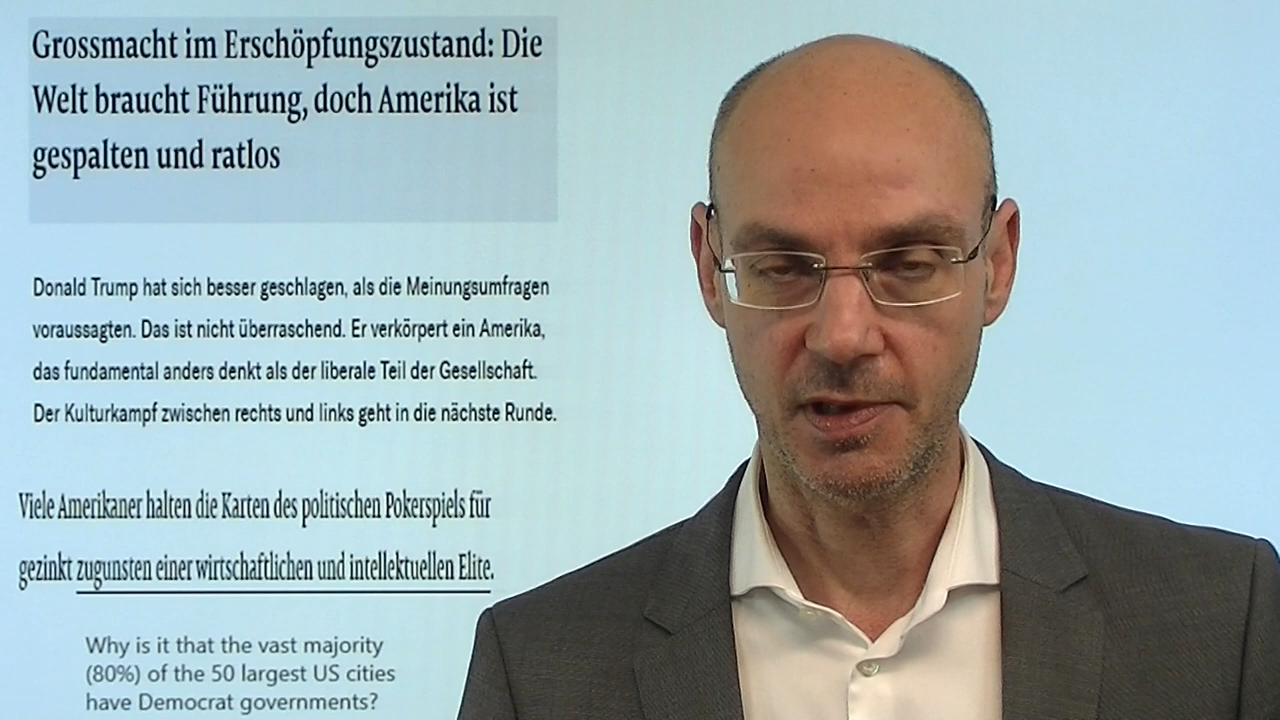 Grossmacht im Erschöpfungszustand: Die
Welt braucht Führung, doch Amerika ist
gespalten und ratlos
Donald Trump hat sich besser geschlagen, als die Meinungsumfragen
voraussagten. Das ist nicht überraschend. Er verkörpert ein Amerika,
das fundamental anders denkt als der liberale Teil der Gesellschaft.
Der Kulturkampf zwischen rechts und links geht in die nächste Runde.
Viele Amerikaner halten die Karten des politischen Pokerspiels für
gezinkt zugunsten einer wirtschaftlichen und intellektuellen Elite.
Why is it that the vast majority
(80%) of the 50 largest US cities
have Democrat governments?